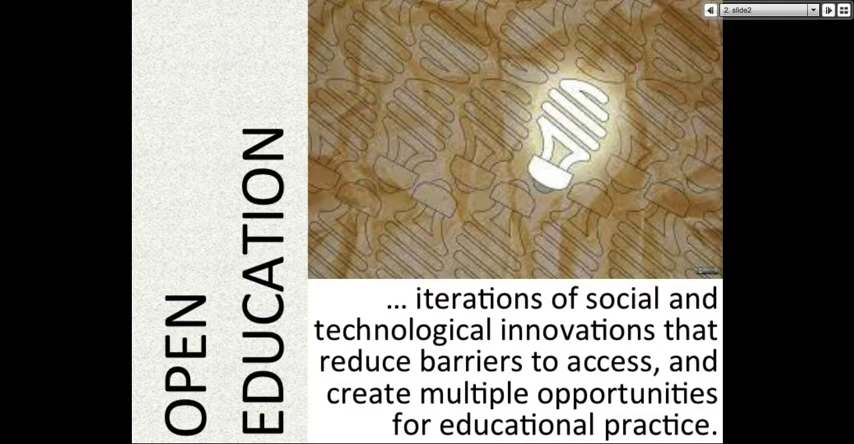 2. slide2
OPEN
EDUCATION
... iterations of social and
technological innovations that
reduce barriers to access, and
create multiple opportunities
for educational practice.